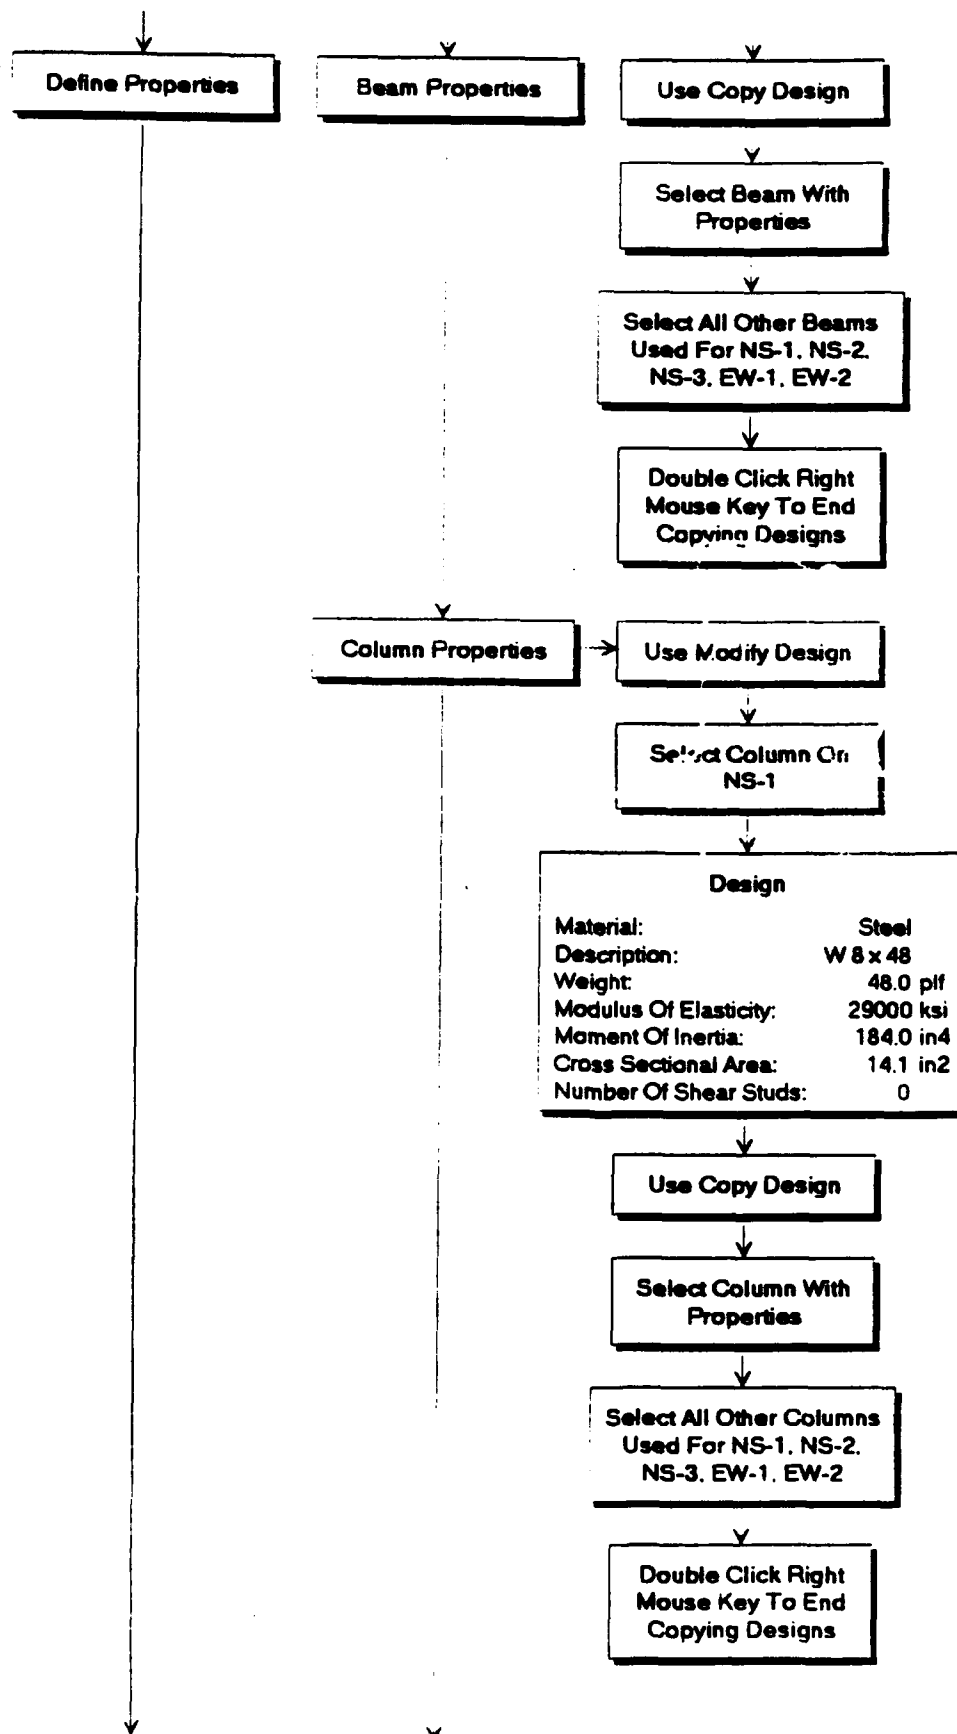 Define Properties
Beam Properties
Use Copy Design
Select Beam With
Properties
Select All Other Beams
Used For NS-1, NS-2,
NS-3, EW-1, EW-2
Double Click Right
Mouse Key To End
Copying Designs
Column Properties
Use Modify Design
Select Column On
NS-1
Design
Material: Steel
Description: W 8 x 48
Weight: 48.0 plf
Modulus Of Elasticity: 29000 ksi
Moment Of Inertia: 184.0 in4
Cross Sectional Area: 14.1 in2
Number Of Shear Studs: 0
Use Copy Design
Select Column With
Properties
Select All Other Columns
Used For NS-1, NS-2,
NS-3, EW-1, EW-2
Double Click Right
Mouse Key To End
Copying Designs